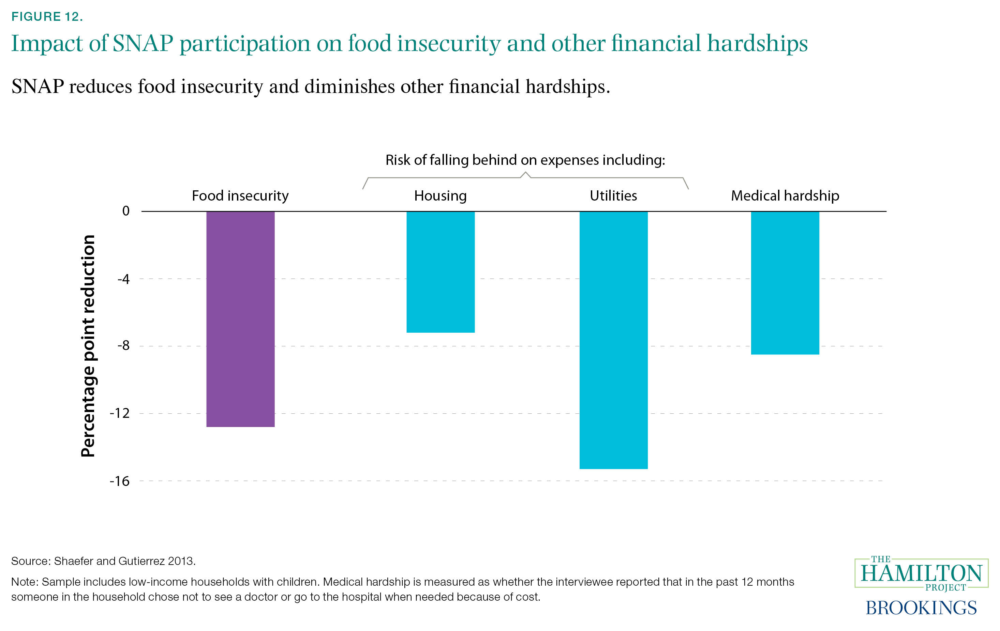 FIGURE 12.
Impact of SNAP participation on food insecurity and other financial hardships
SNAP reduces food insecurity and diminishes other financial hardships.
Risk of falling behind on expenses including:
Food insecurity
Housing
Utilities
Medical hardship
0
-4
-8
-12
-16
Percentage point reduction
Source: Shaefer and Gutierrez 2013.
Note: Sample includes low-income households with children. Medical hardship is measured as whether the interviewee reported that in the past 12 months
someone in the household chose not to see a doctor or go to the hospital when needed because of cost.
THE
HAMILTON
PROJECT
BROOKINGS